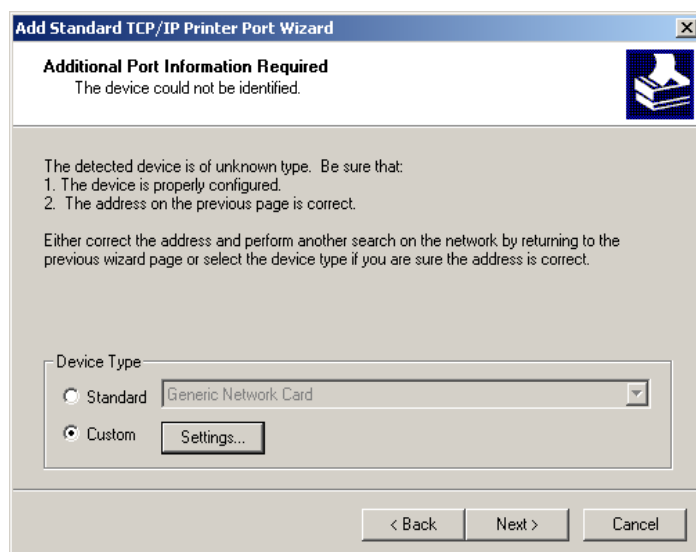 Add Standard TCP/IP Printer Port Wizard
Additional Port Information Required
The device could not be identified.
The detected device is of unknown type.  Be sure that:
1. The device is properly configured.
2.  The address on the previous page is correct.
Either correct the address and perform another search on the network by returning to the
previous wizard page or select the device type if you are sure the address is correct.
Device Type
Standard
Generic Network Card
Custom
Settings...
< Back
Next >
Cancel